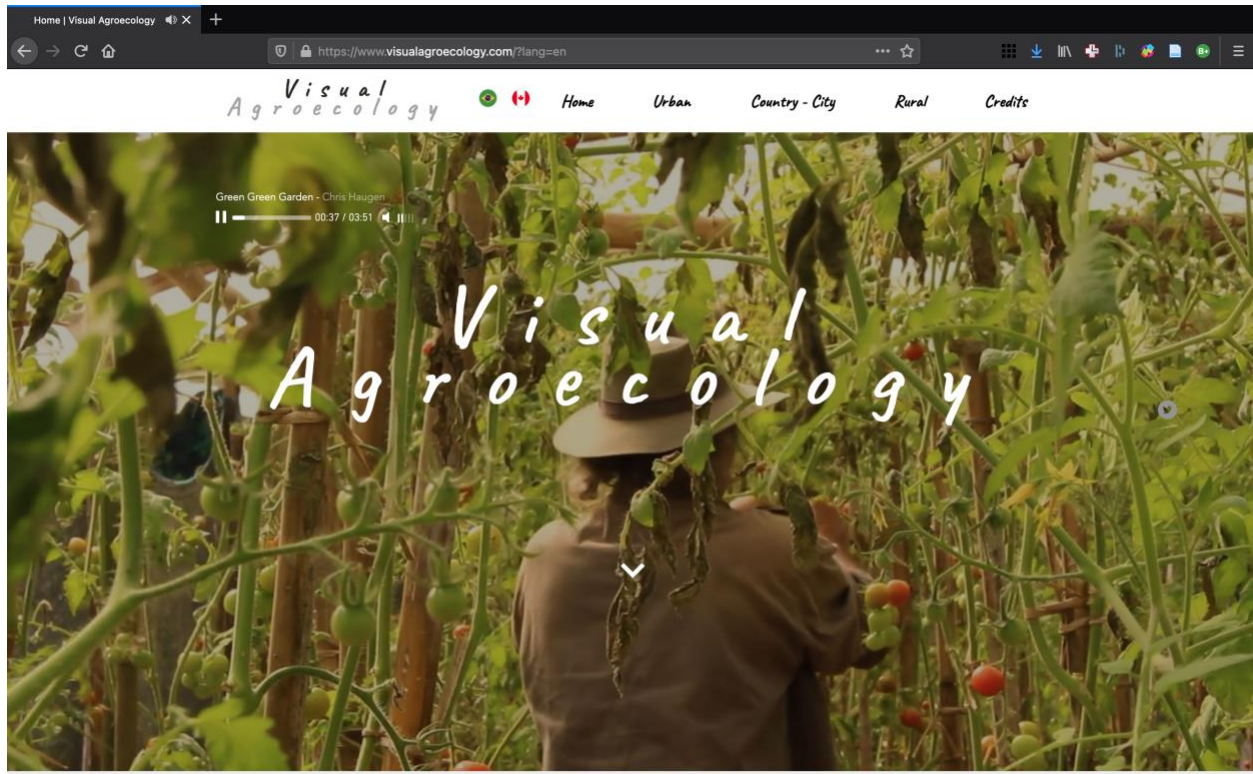 Home | Visual Agroecology
https://www.visualagroecology.com/?lang=en
Visual
Agroecology
Home
Urban
Country - City
Rural
Credits
Green Green Garden - Chris Haugen
00:37 / 03:51
Visual
Agroecology
B+